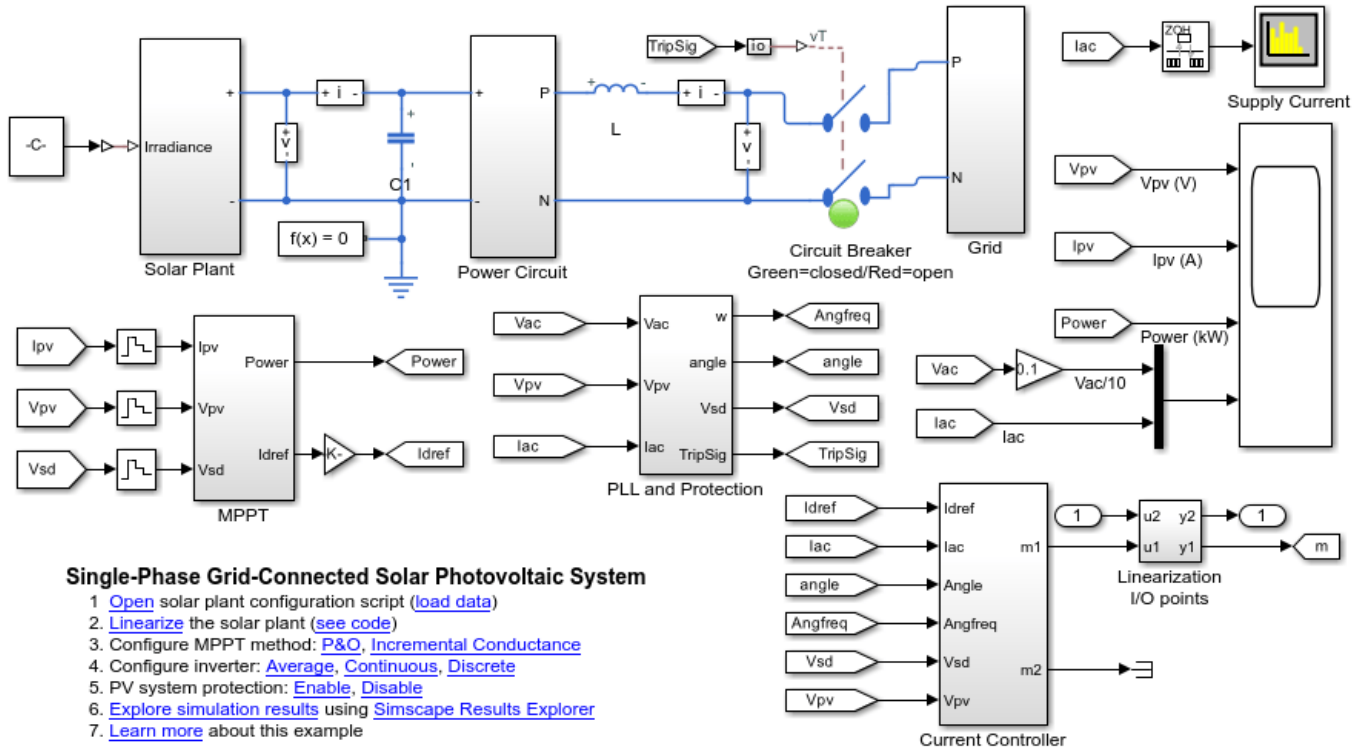 -C-
Irradiance
+
-
Solar Plant
+ i -
+ v -
+
C1
f(x) = 0
+
-
P
N
Power Circuit
+ -
L
+ i -
+ v -
TripSig
io
vT
Circuit Breaker
Green=closed/Red=open
P
N
Grid
Iac
ZOH
Supply Current
Vpv
Vpv (V)
Ipv
Ipv (A)
Power
Power (kW)
Vac
0.1
Vac/10
Iac
Iac
Ipv
Vpv
Vsd
Ipv
Vpv
Vsd
Power
Idref
MPPT
Power
K-
Idref
Vac
Vpv
Iac
Vac
Vpv
Iac
w
angle
Vsd
TripSig
PLL and Protection
Angfreq
angle
Vsd
TripSig
Idref
Iac
angle
Angfreq
Vsd
Vpv
Idref
Iac
Angle
Angfreq
Vsd
Vpv
m1
m2
Current Controller
1
u2 y2
u1 y1
Linearization
I/O points
1
m
Single-Phase Grid-Connected Solar Photovoltaic System
1 Open solar plant configuration script (load data)
2. Linearize the solar plant (see code)
3. Configure MPPT method: P&O, Incremental Conductance
4. Configure inverter: Average, Continuous, Discrete
5. PV system protection: Enable, Disable
6. Explore simulation results using Simscape Results Explorer
7. Learn more about this example